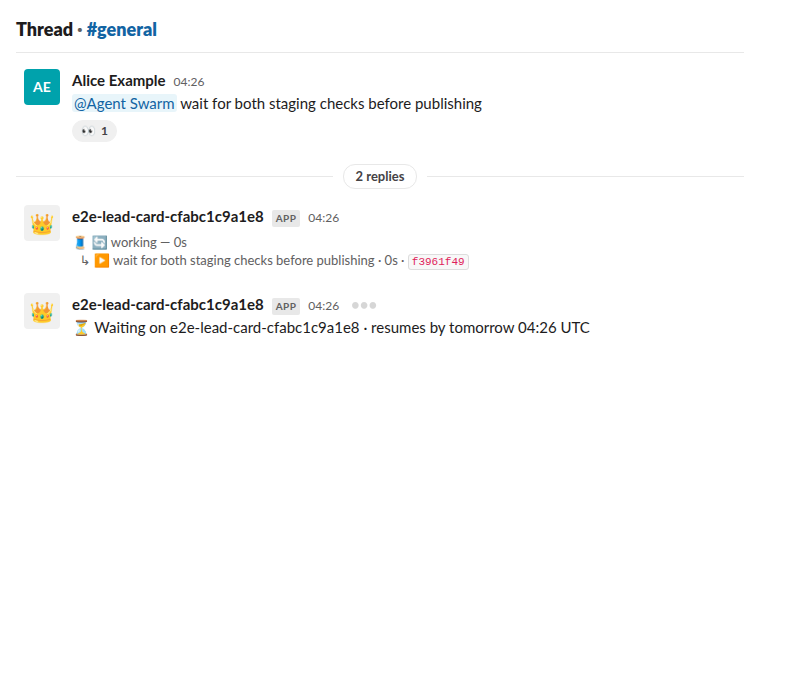 Thread • #general
AE
Alice Example 04:26
@Agent Swarm wait for both staging checks before publishing
👀 1
2 replies
e2e-lead-card-cfabc1c9a1e8 APP 04:26
🧵 🔄 working — 0s
↳ ▶️ wait for both staging checks before publishing · 0s · f3961f49
e2e-lead-card-cfabc1c9a1e8 APP 04:26
⏳ Waiting on e2e-lead-card-cfabc1c9a1e8 · resumes by tomorrow 04:26 UTC